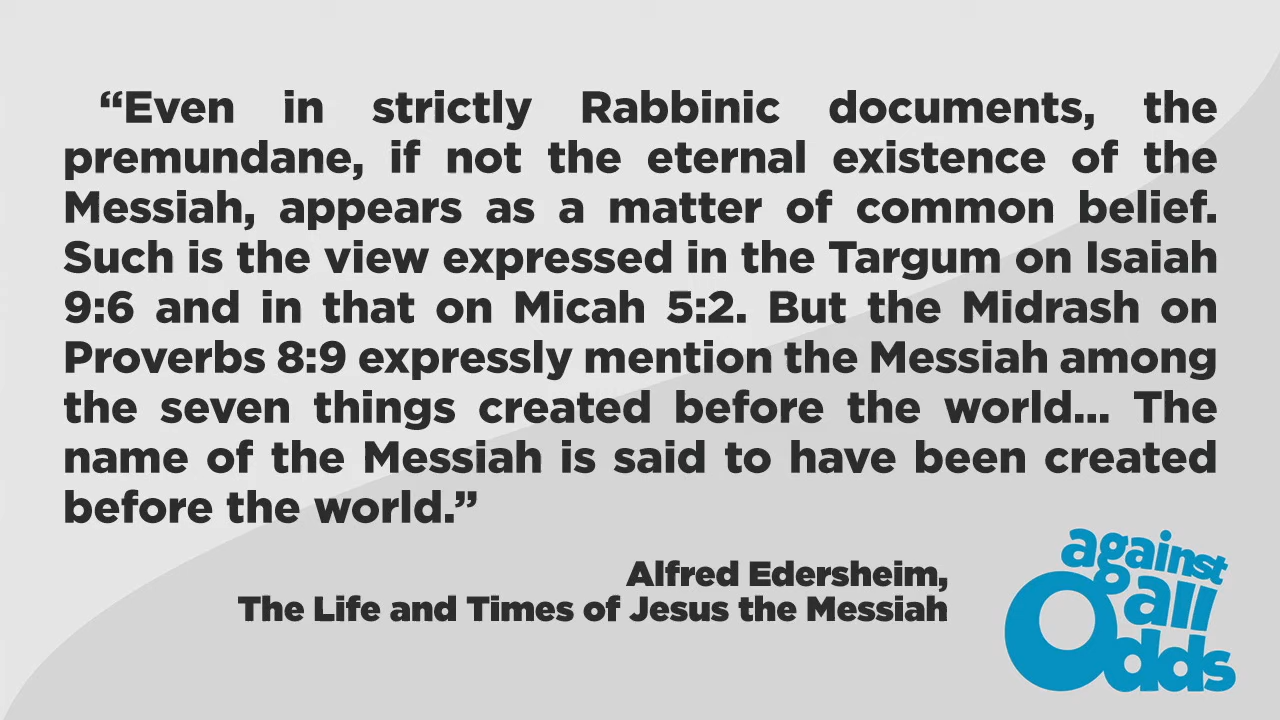 “Even in strictly Rabbinic documents, the
premundane, if not the eternal existence of the
Messiah, appears as a matter of common belief.
Such is the view expressed in the Targum on Isaiah
9:6 and in that on Micah 5:2. But the Midrash on
Proverbs 8:9 expressly mention the Messiah among
the seven things created before the world... The
name of the Messiah is said to have been created
before the world.”
Alfred Edersheim,
The Life and Times of Jesus the Messiah
against
all
Odds